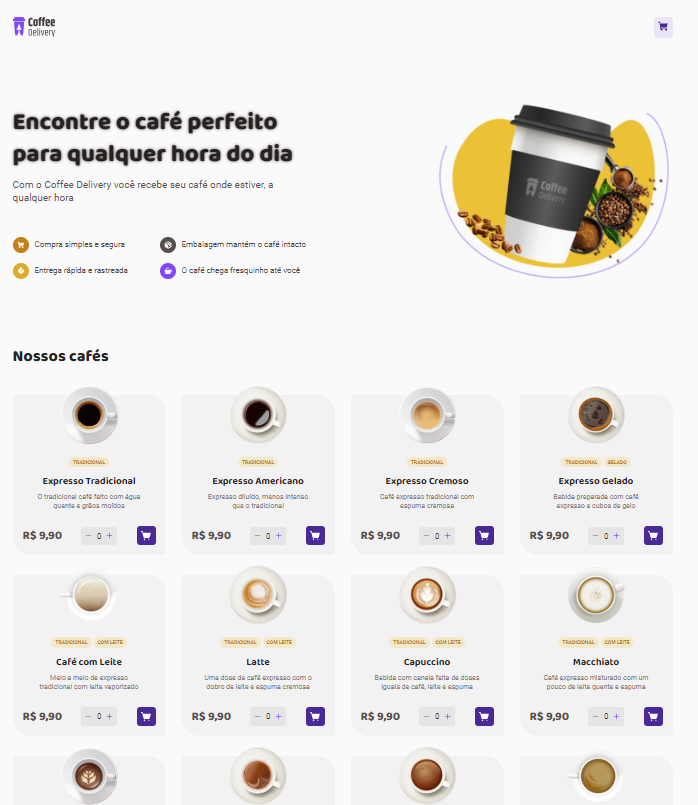 Coffee
Delivery
Encontre o café perfeito
para qualquer hora do dia
Com o Coffee Delivery você recebe seu café onde estiver, a
qualquer hora
Compra simples e segura
Embalagem mantém o café intacto
Entrega rápida e rastreada
O café chega fresquinho até você
Coffee
Delivery
Nossos cafés
TRADICIONAL
Expresso Tradicional
O tradicional café feito com água
quente e grãos moídos
R$ 9,90
− 0 +
TRADICIONAL
Expresso Americano
Expresso diluído, menos intenso
que o tradicional
R$ 9,90
− 0 +
TRADICIONAL
Expresso Cremoso
Café expresso tradicional com
espuma cremosa
R$ 9,90
− 0 +
TRADICIONAL GELADO
Expresso Gelado
Bebida preparada com café
expresso e cubos de gelo
R$ 9,90
− 0 +
TRADICIONAL COM LEITE
Café com Leite
Meio a meio de expresso
tradicional com leite vaporizado
R$ 9,90
− 0 +
TRADICIONAL COM LEITE
Latte
Uma dose de café expresso com o
dobro de leite e espuma cremosa
R$ 9,90
− 0 +
TRADICIONAL COM LEITE
Capuccino
Bebida com canela feita de doses
iguais de café, leite e espuma
R$ 9,90
− 0 +
TRADICIONAL COM LEITE
Macchiato
Café expresso misturado com um
pouco de leite quente e espuma
R$ 9,90
− 0 +